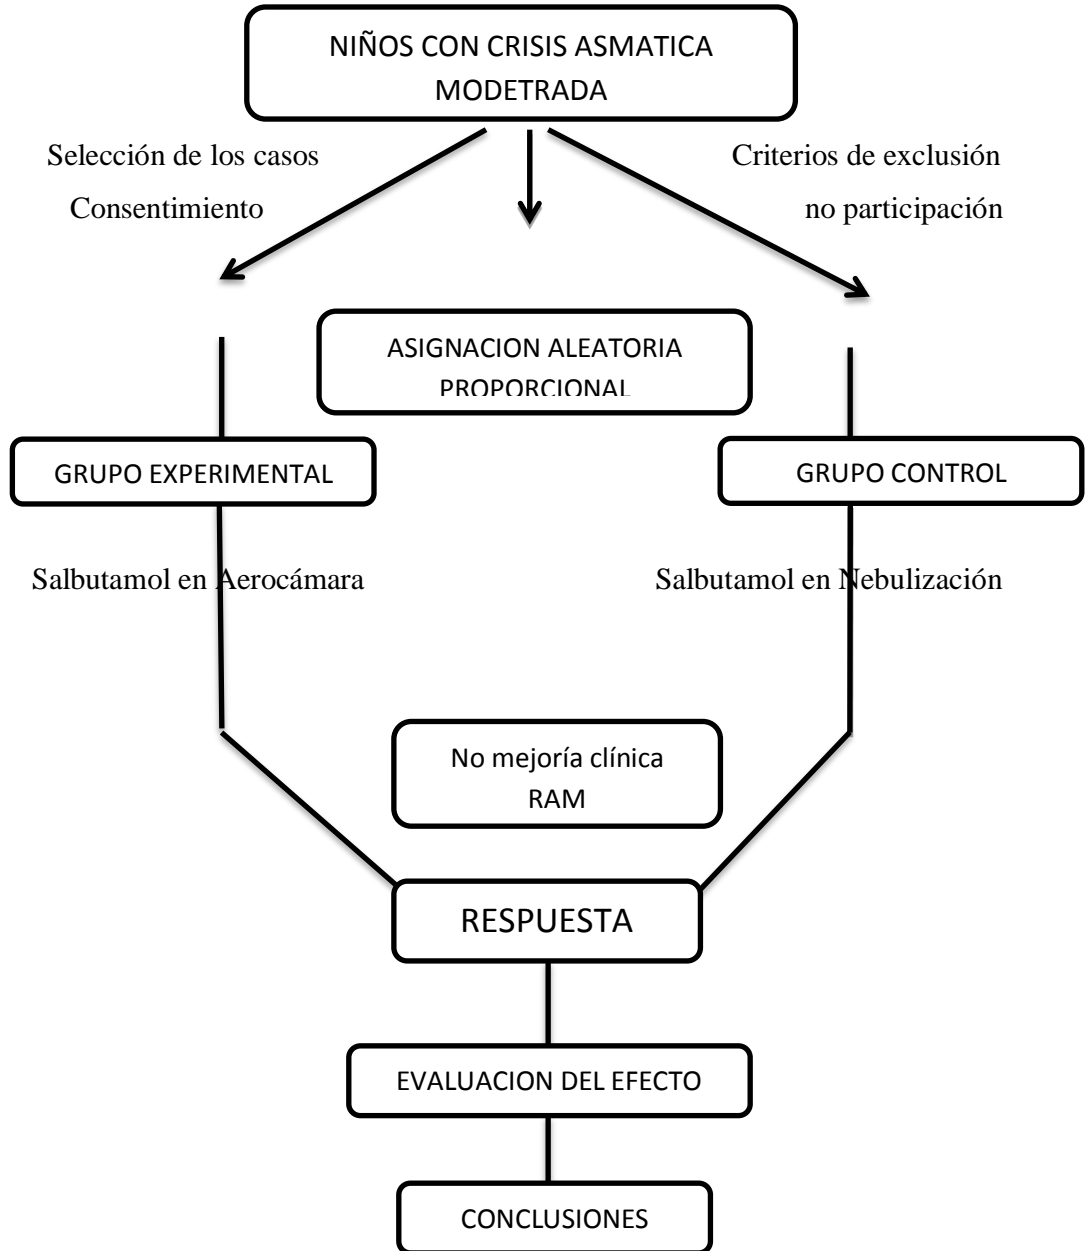 NIÑOS CON CRISIS ASMATICA
MODETRADA
Selección de los casos
Criterios de exclusión
Consentimiento
no participación
ASIGNACION ALEATORIA
PROPORCIONAL
GRUPO EXPERIMENTAL
GRUPO CONTROL
Salbutamol en Aerocámara
Salbutamol en Nebulización
No mejoría clínica
RAM
RESPUESTA
EVALUACION DEL EFECTO
CONCLUSIONES